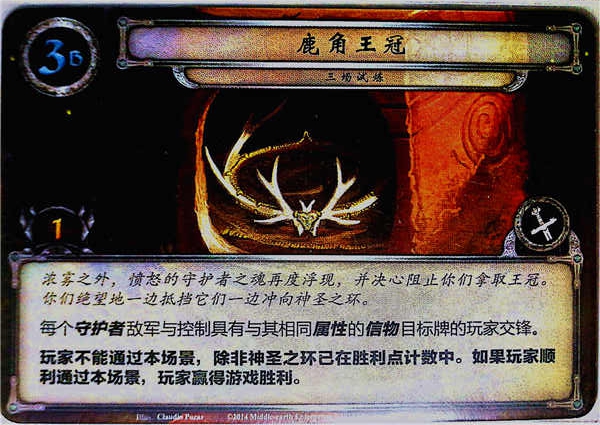 3B
鹿角王冠
三场试炼
1
浓雾之外，愤怒的守护者之魂再度浮现，并决心阻止你们拿取王冠。
你们绝望地一边抵挡它们一边冲向神圣之环。
每个守护者敌军与控制具有与其相同属性的信物目标牌的玩家交锋。
玩家不能通过本场景，除非神圣之环已在胜利点计数中。如果玩家顺
利通过本场景，玩家赢得游戏胜利。
Illus. Claudio Pozas ©2014 Middle-earth